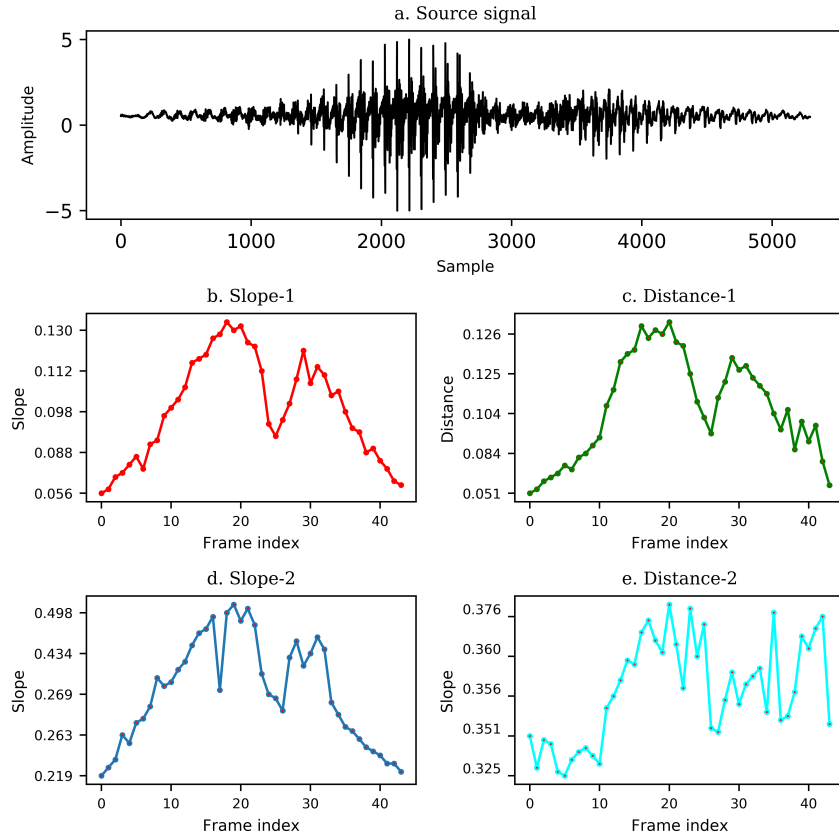 a. Source signal
5
0
−5
Amplitude
0 1000 2000 3000 4000 5000
Sample
b. Slope-1
0.130
0.112
0.098
0.088
0.056
Slope
0 10 20 30 40
Frame index
c. Distance-1
0.126
0.125
0.104
0.084
0.051
Distance
0 10 20 30 40
Frame index
d. Slope-2
0.498
0.434
0.269
0.263
0.219
Slope
0 10 20 30 40
Frame index
e. Distance-2
0.376
0.360
0.356
0.351
0.325
Slope
0 10 20 30 40
Frame index